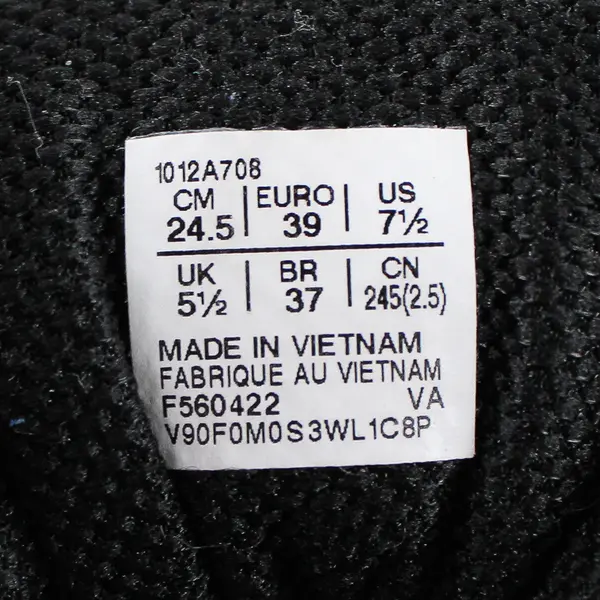 1012A708
CM | EURO | US
24.5 | 39 | 7½
UK | BR | CN
5½ | 37 | 245(2.5)
MADE IN VIETNAM
FABRIQUE AU VIETNAM
F560422 VA
V90F0M0S3WL1C8P